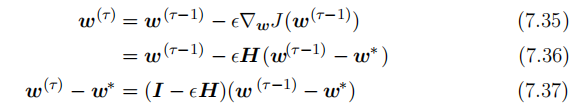 w^(τ) = w^(τ−1) − ϵ∇_w J(w^(τ−1)) (7.35)
= w^(τ−1) − ϵH(w^(τ−1) − w*) (7.36)
w^(τ) − w* = (I − ϵH)(w^(τ−1) − w*) (7.37)